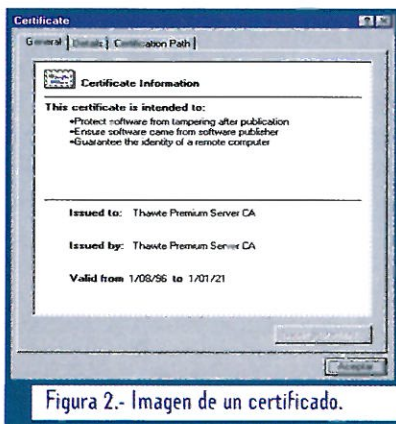 Certificate
General Details Certification Path
Certificate Information
This certificate is intended to:
•Protect software from tampering after publication
•Ensure software came from software publisher
•Guarantee the identity of a remote computer
Issued to: Thawte Premium Server CA
Issued by: Thawte Premium Server CA
Valid from 1/08/96 to 1/01/21
Aceptar
Figura 2.- Imagen de un certificado.